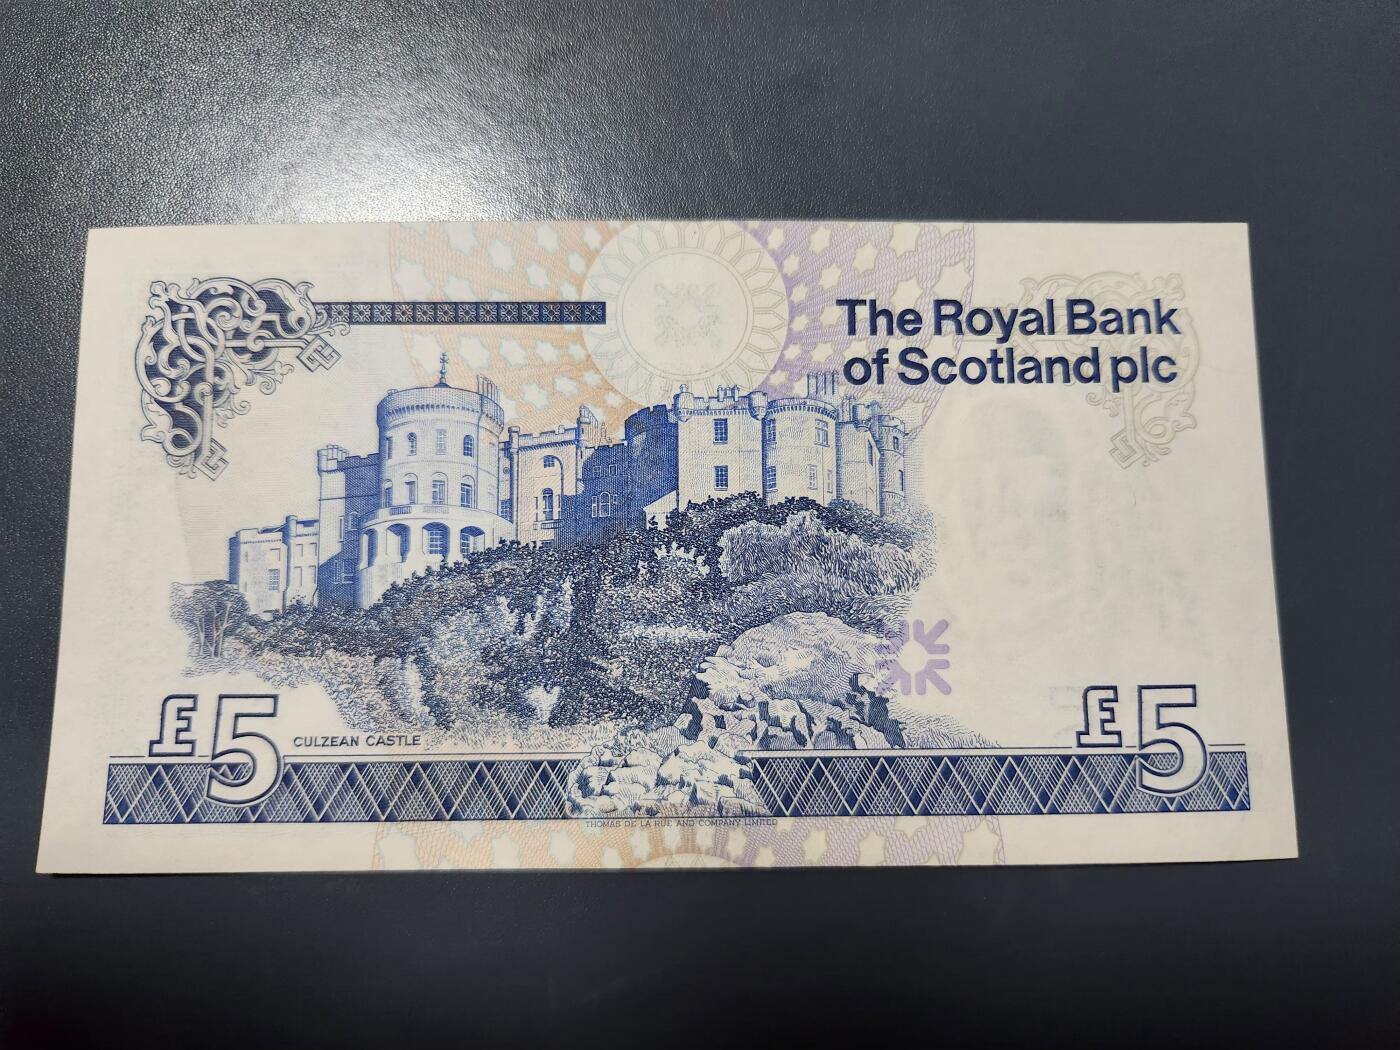 The Royal Bank
of Scotland plc
£5
CULZEAN CASTLE
£5
THOMAS DE LA RUE AND COMPANY LIMITED